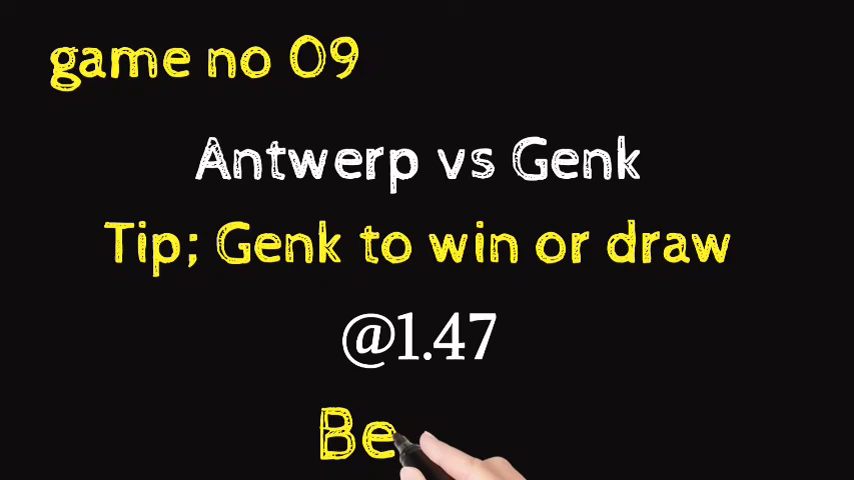 game no 09
Antwerp vs Genk
Tip; Genk to win or draw
@1.47
Be